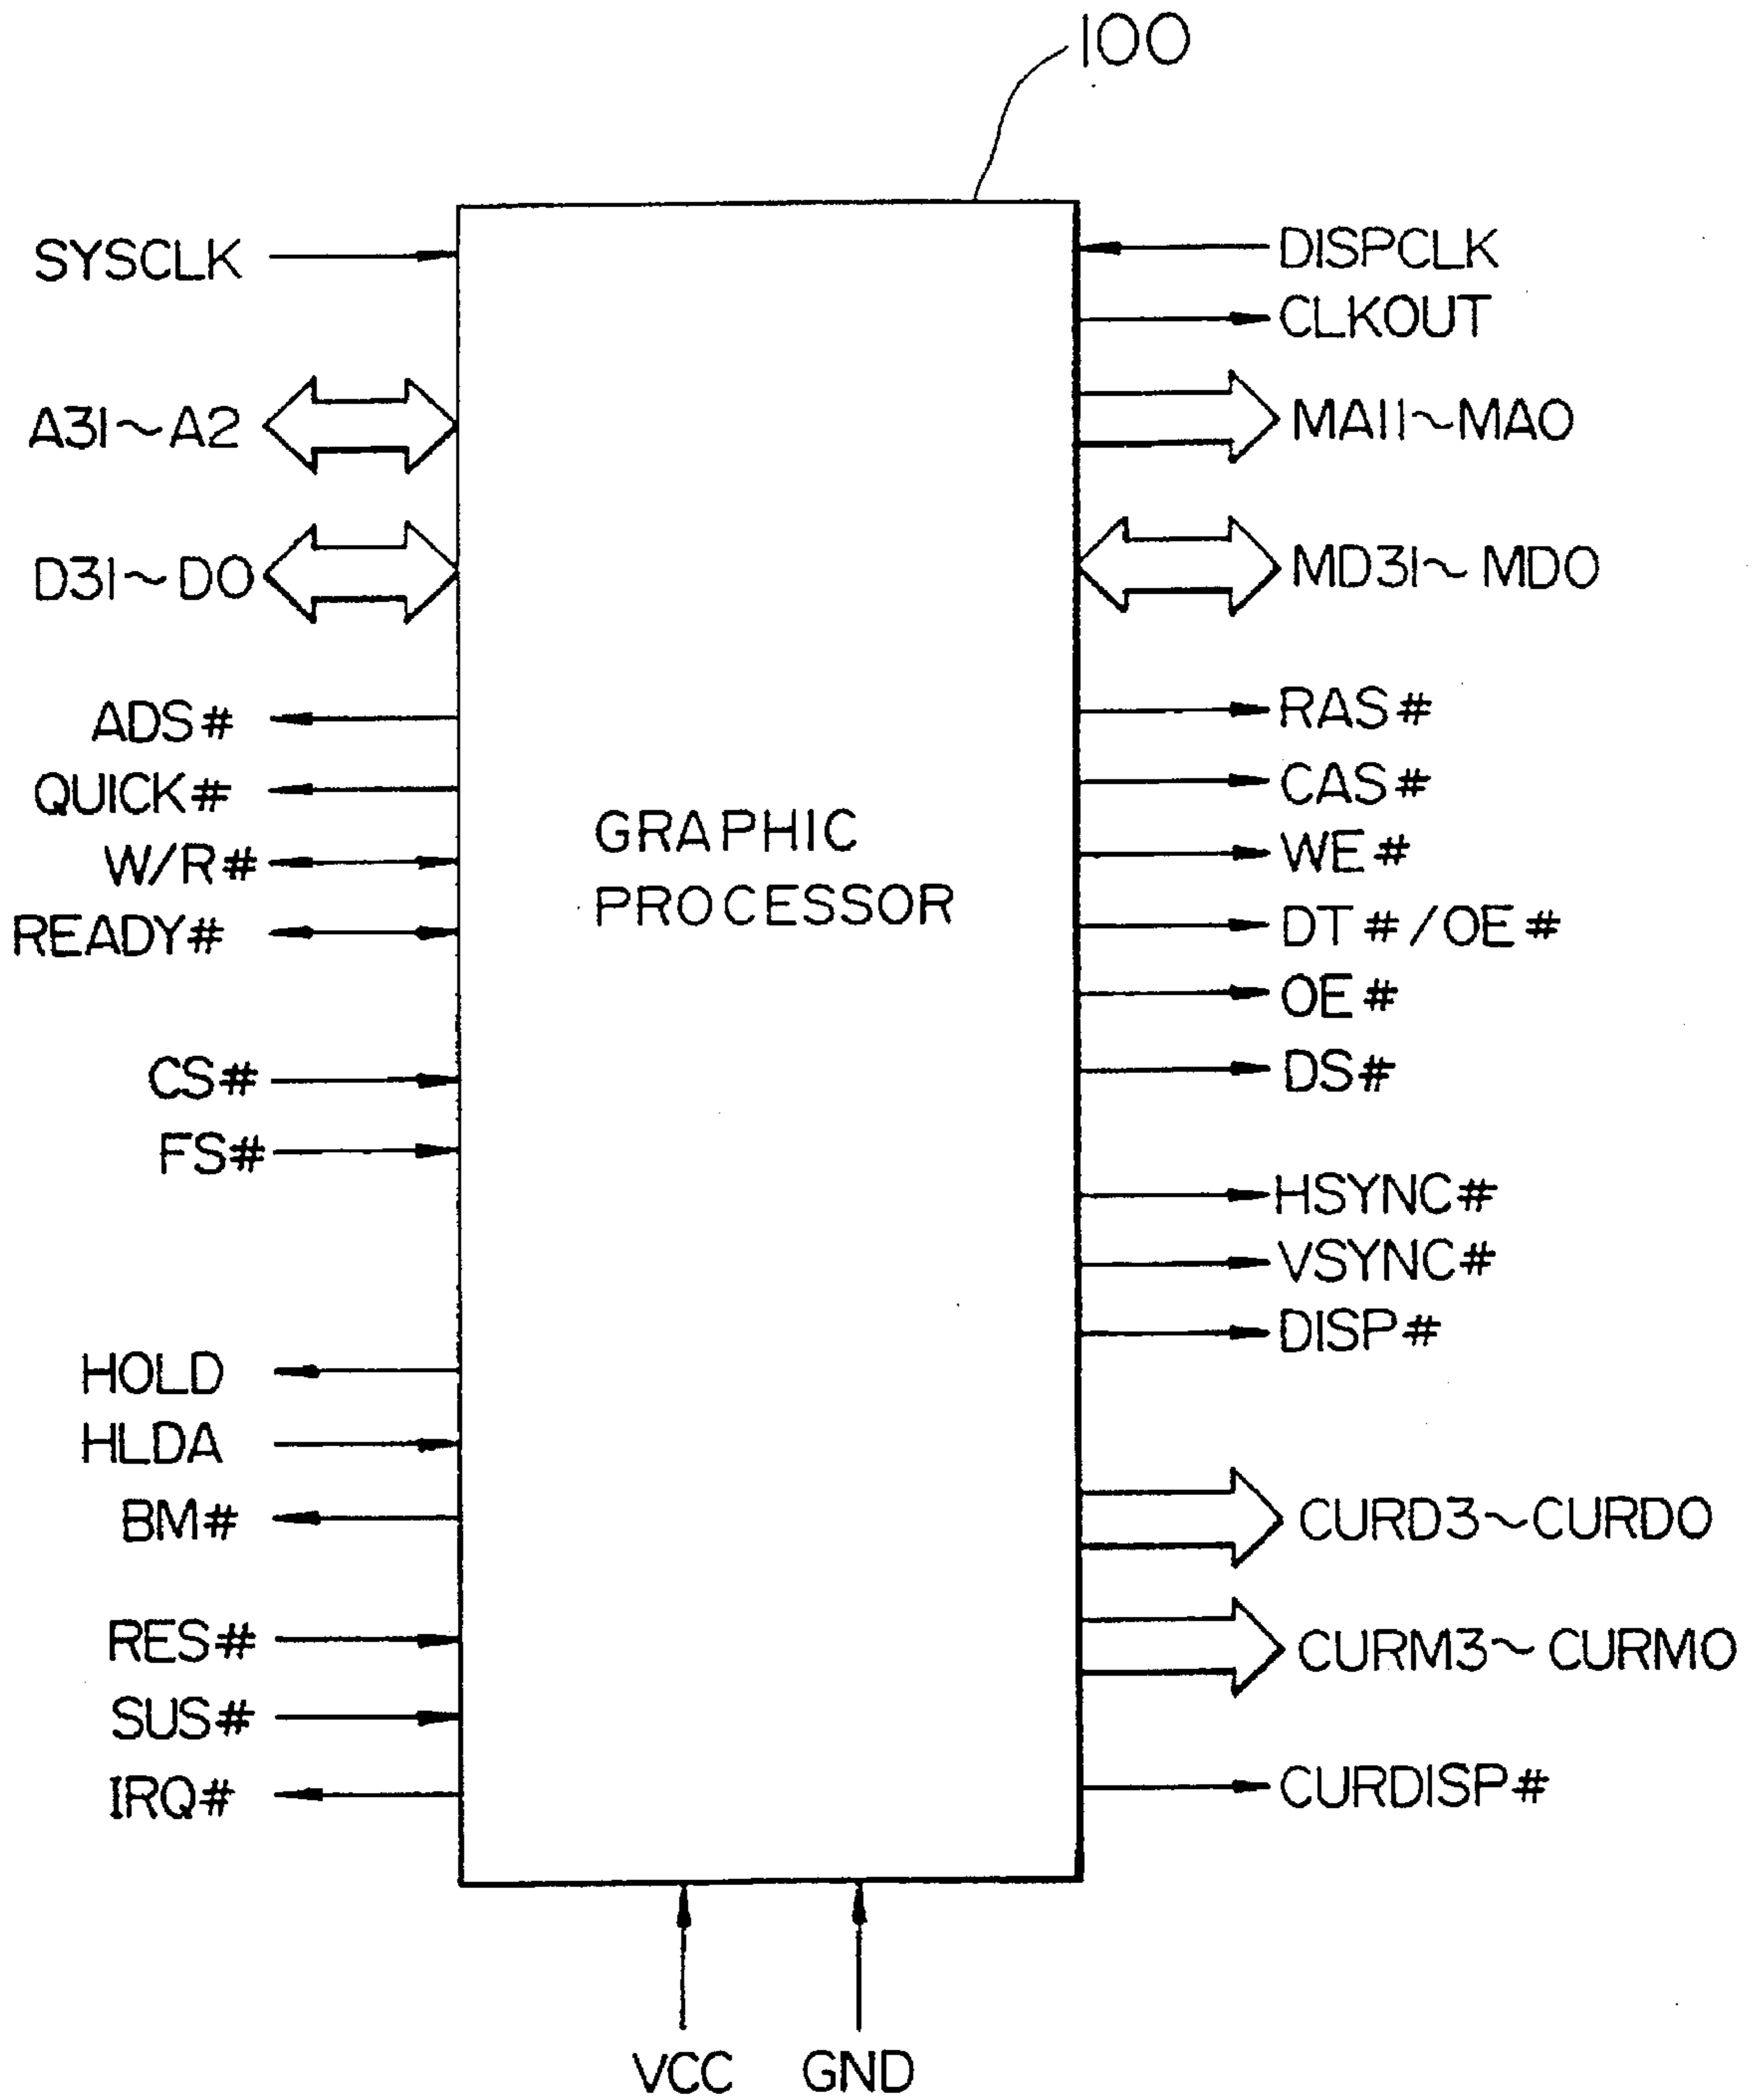 100
SYSCLK
A31~A2
D31~D0
ADS#
QUICK#
W/R#
READY#
CS#
FS#
HOLD
HLDA
BM#
RES#
SUS#
IRQ#
GRAPHIC
PROCESSOR
DISPCLK
CLKOUT
MA11~MA0
MD31~MD0
RAS#
CAS#
WE#
DT#/OE#
OE#
DS#
HSYNC#
VSYNC#
DISP#
CURD3~CURD0
CURM3~CURM0
CURDISP#
VCC GND